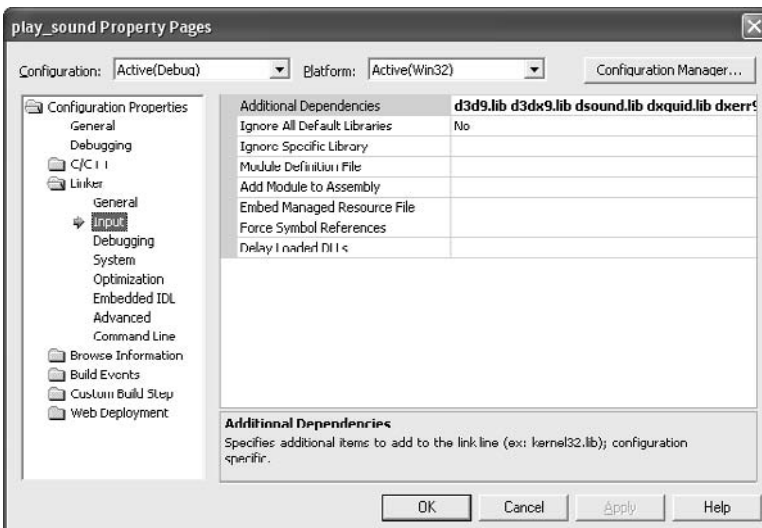 play_sound Property Pages
Configuration: Active(Debug) Platform: Active(Win32) Configuration Manager...
Configuration Properties
General
Debugging
C/C++
Linker
General
Input
Debugging
System
Optimization
Embedded IDL
Advanced
Command Line
Browse Information
Build Events
Custom Build Step
Web Deployment
Additional Dependencies d3d9.lib d3dx9.lib dsound.lib dxguid.lib dxerr9
Ignore All Default Libraries No
Ignore Specific Library
Module Definition File
Add Module to Assembly
Embed Managed Resource File
Force Symbol References
Delay Loaded DLLs
Additional Dependencies
Specifies additional items to add to the link line (ex: kernel32.lib); configuration
specific.
OK Cancel Apply Help